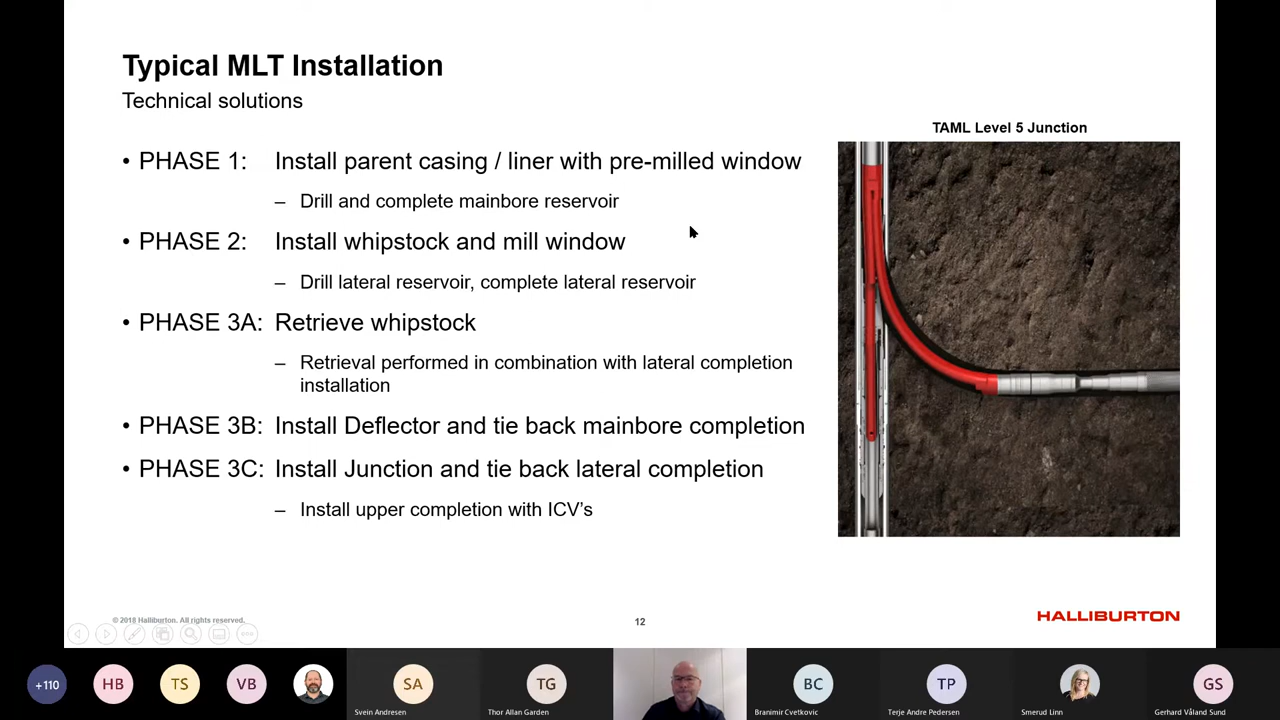 Typical MLT Installation
Technical solutions
TAML Level 5 Junction
• PHASE 1: Install parent casing / liner with pre-milled window
– Drill and complete mainbore reservoir
• PHASE 2: Install whipstock and mill window
– Drill lateral reservoir, complete lateral reservoir
• PHASE 3A: Retrieve whipstock
– Retrieval performed in combination with lateral completion
installation
• PHASE 3B: Install Deflector and tie back mainbore completion
• PHASE 3C: Install Junction and tie back lateral completion
– Install upper completion with ICV’s
© 2018 Halliburton. All rights reserved.
12
HALLIBURTON
+110
HB
TS
VB
SA
Svein Andresen
TG
Thor Allan Garden
BC
Branimir Cvetkovic
TP
Terje Andre Pedersen
Smerud Linn
GS
Gerhard Våland Sund